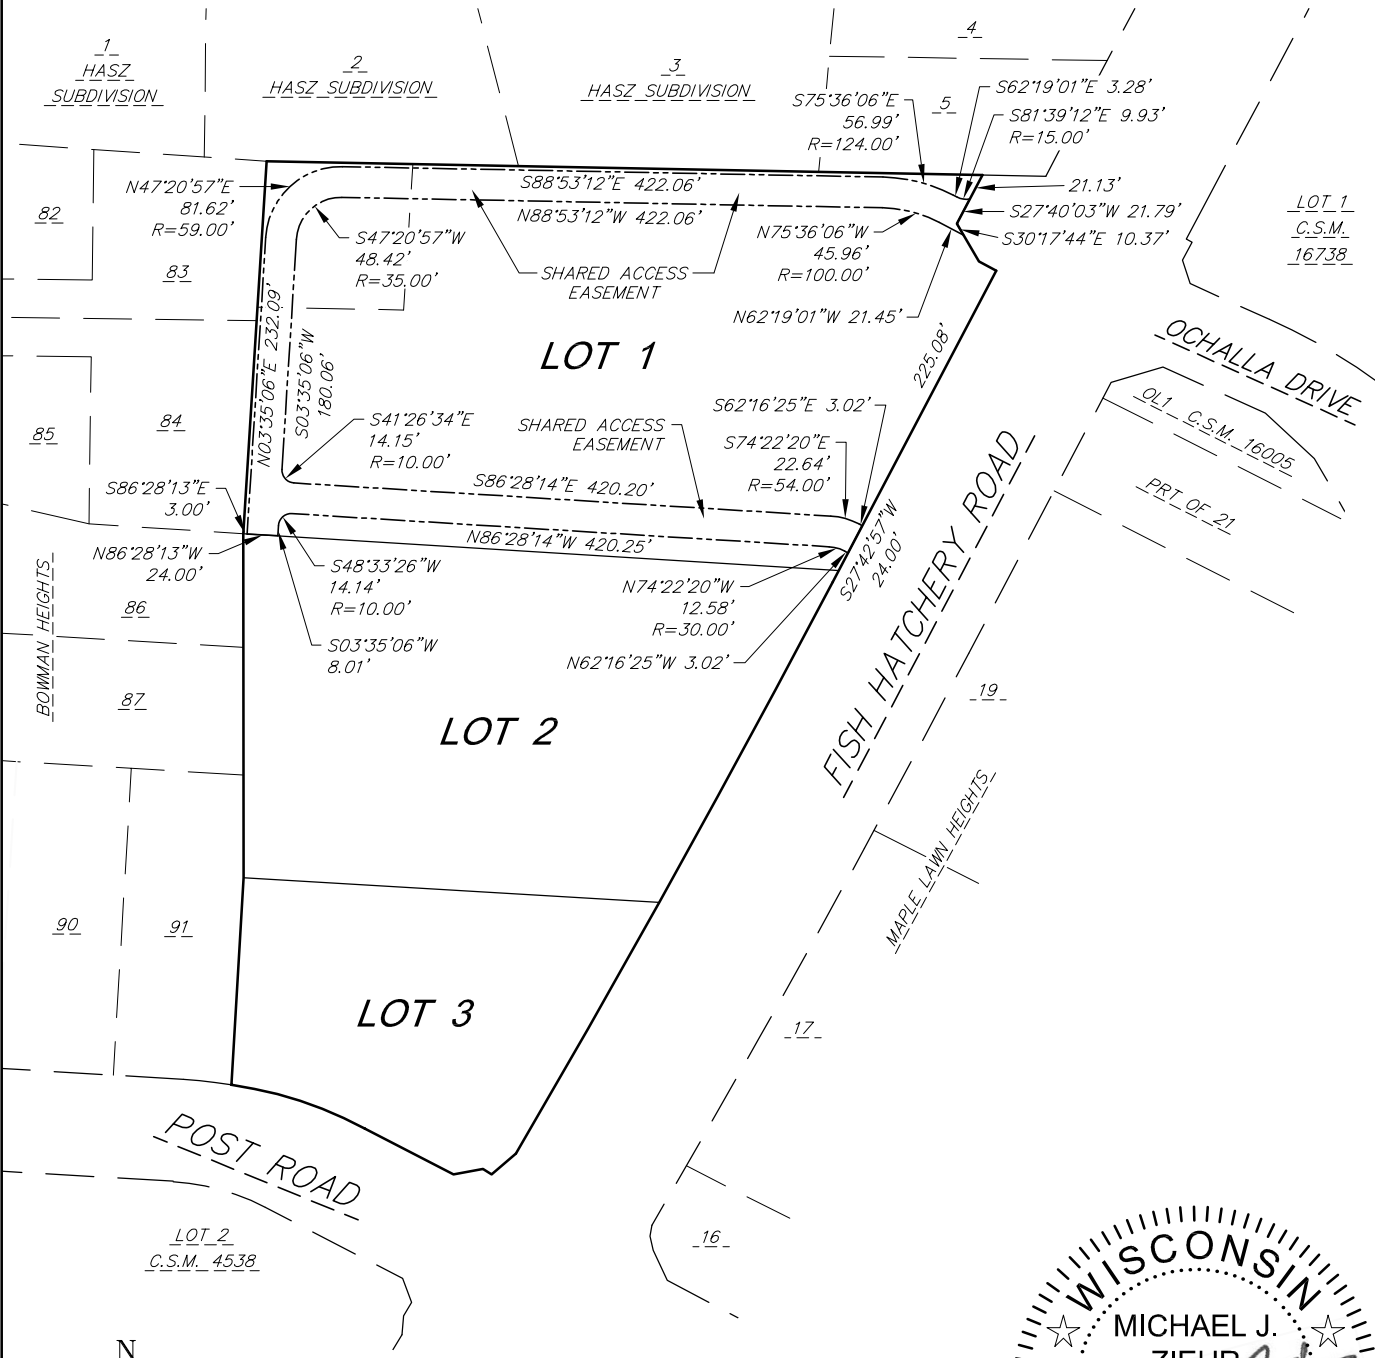 1
HASZ
SUBDIVISION
2
HASZ SUBDIVISION
3
HASZ SUBDIVISION
4
5
S75°36'06"E
56.99'
R=124.00'
S62°19'01"E 3.28'
S81°39'12"E 9.93'
R=15.00'
21.13'
S27°40'03"W 21.79'
S30°17'44"E 10.37'
LOT 1
C.S.M.
16738
82
83
N47°20'57"E
81.62'
R=59.00'
S88°53'12"E 422.06'
N88°53'12"W 422.06'
S47°20'57"W
48.42'
R=35.00'
SHARED ACCESS
EASEMENT
N75°36'06"W
45.96'
R=100.00'
N62°19'01"W 21.45'
N03°35'06"E 232.09'
S03°35'06"W
180.06'
LOT 1
225.08'
OCHALLA DRIVE
OL1 C.S.M. 16005
PRT OF 21
84
85
S41°26'34"E
14.15'
R=10.00'
SHARED ACCESS
EASEMENT
S62°16'25"E 3.02'
S74°22'20"E
22.64'
R=54.00'
S86°28'13"E
3.00'
S86°28'14"E 420.20'
N86°28'14"W 420.25'
N86°28'13"W
24.00'
S48°33'26"W
14.14'
R=10.00'
S03°35'06"W
8.01'
N74°22'20"W
12.58'
R=30.00'
N62°16'25"W 3.02'
S27°42'57"W
24.00'
FISH HATCHERY ROAD
BOWMAN HEIGHTS
86
87
LOT 2
19
MAPLE LAWN HEIGHTS
90
91
LOT 3
17
POST ROAD
16
LOT 2
C.S.M. 4538
N
WISCONSIN
MICHAEL J.
ZIEHR